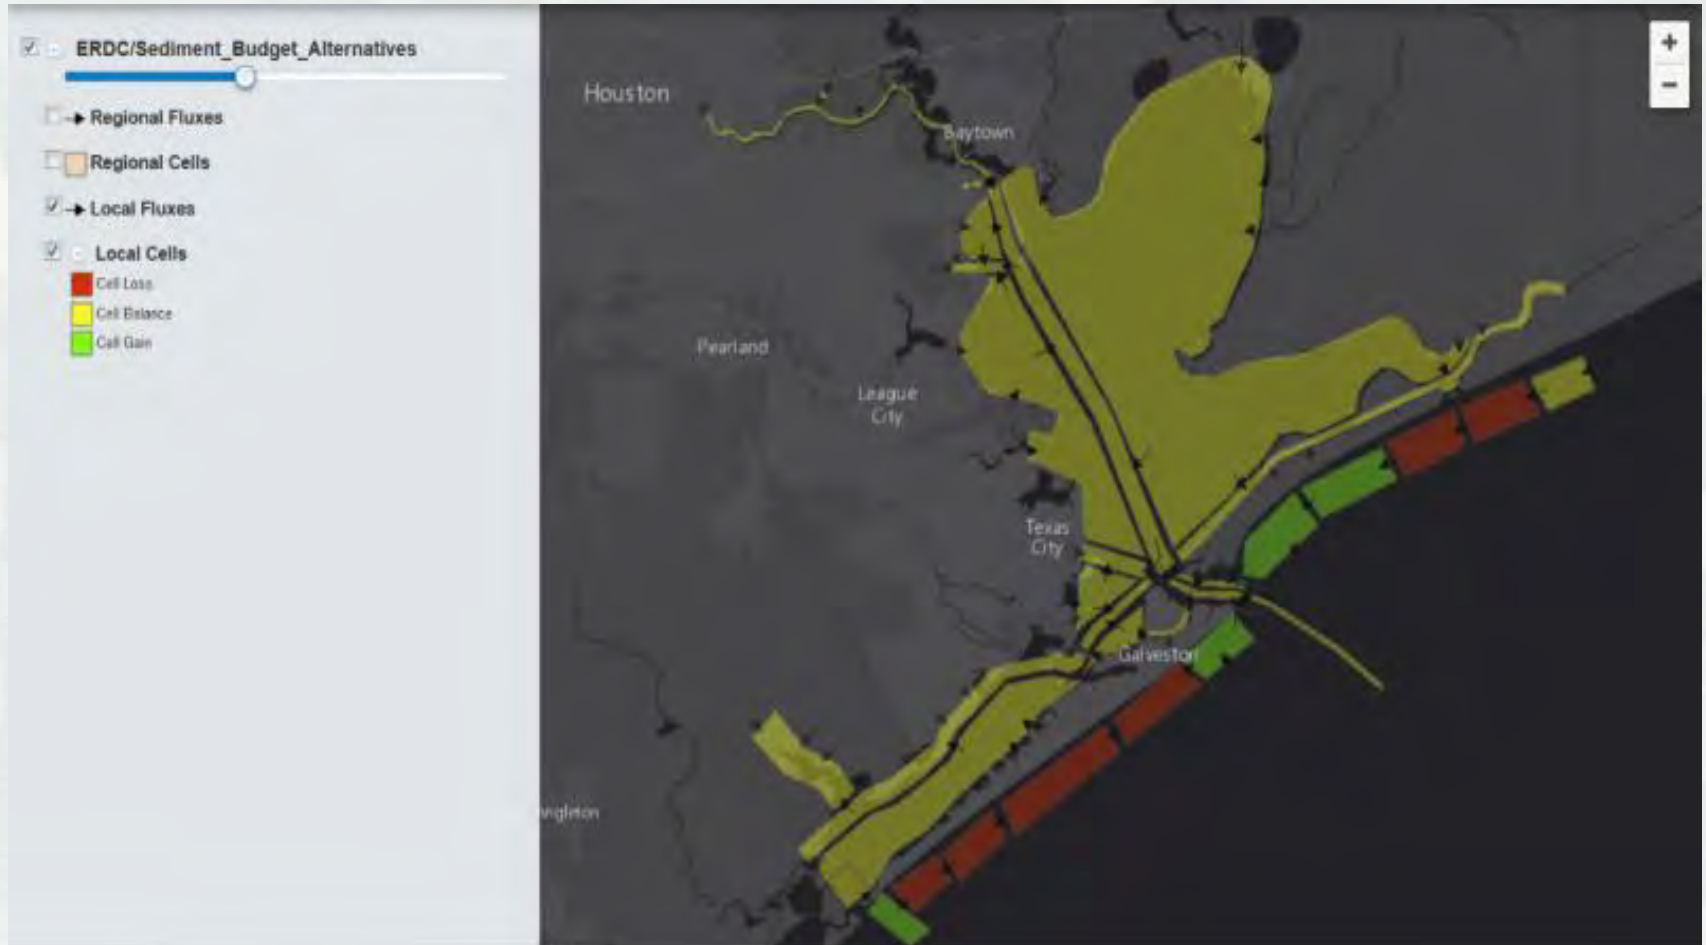 ERDC/Sediment_Budget_Alternatives
Regional Fluxes
Regional Cells
Local Fluxes
Local Cells
Cell Loss
Cell Balance
Cell Gain
+
−
Houston
Baytown
Pearland
League
City
Texas
City
Galveston
ngleton